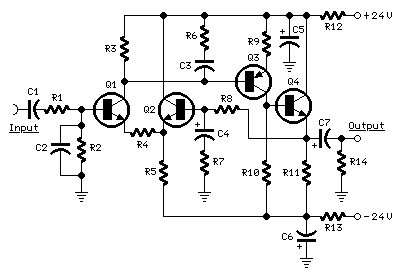 R6
C5
R12
+24V
R3
R9
Q3
C3
Q1
Q4
C1
R1
Q2
R8
Input
+
C4
C7
Output
C2
R2
R4
R7
R5
R10
R11
+
R14
-24V
R13
C6
+